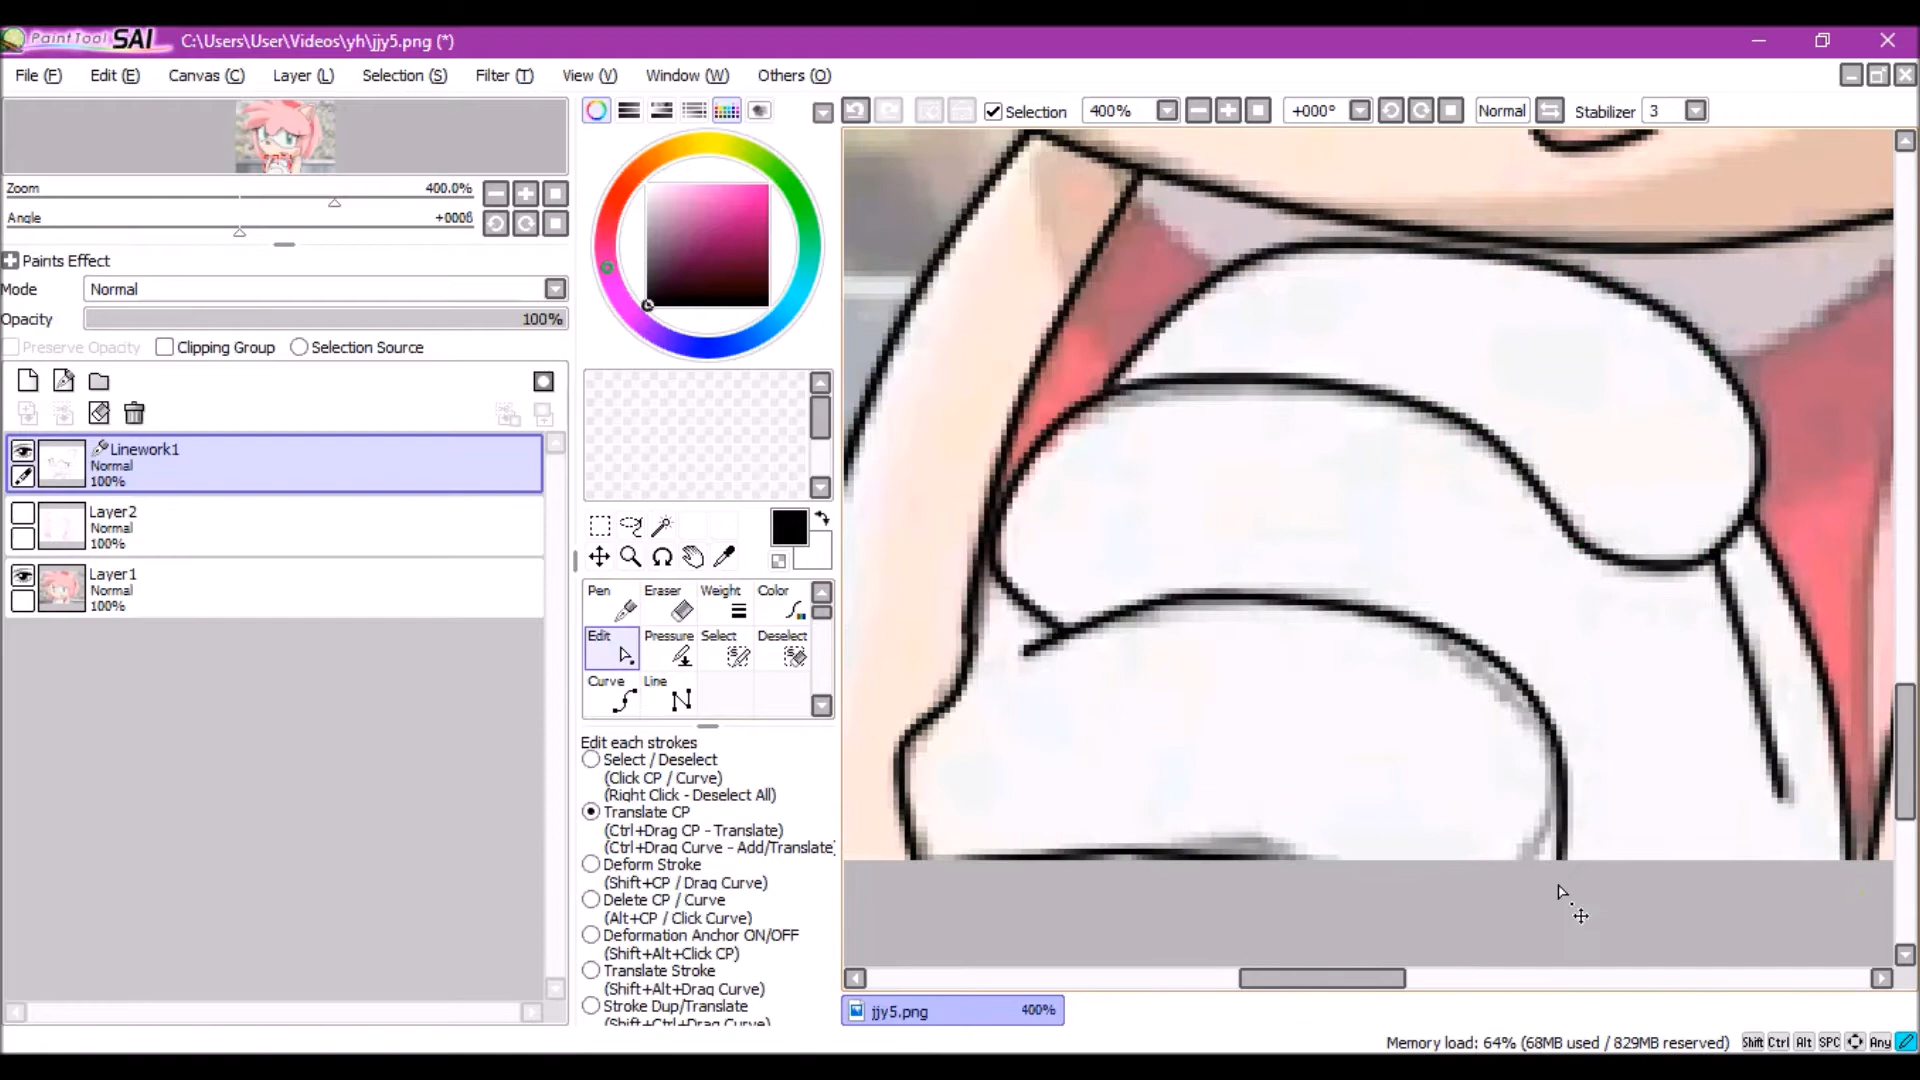 PaintTool SAI C:\Users\User\Videos\yh\jjy5.png (*)
File (F) Edit (E) Canvas (C) Layer (L) Selection (S) Filter (T) View (V) Window (W) Others (O)
Selection 400% +000° Normal Stabilizer 3
Zoom 400.0%
Angle +000ß
Paints Effect
Mode Normal
Opacity 100%
Preserve Opacity Clipping Group Selection Source
Linework1
Normal
100%
Layer2
Normal
100%
Layer1
Normal
100%
Pen Eraser Weight Color
Edit Pressure Select Deselect
Curve Line
Edit each strokes
Select / Deselect
(Click CP / Curve)
(Right Click - Deselect All)
Translate CP
(Ctrl+Drag CP - Translate)
(Ctrl+Drag Curve - Add/Translate)
Deform Stroke
(Shift+CP / Drag Curve)
Delete CP / Curve
(Alt+CP / Click Curve)
Deformation Anchor ON/OFF
(Shift+Alt+Click CP)
Translate Stroke
(Shift+Alt+Drag Curve)
Stroke Dup/Translate
(Shift+Ctrl+Drag Curve)
jjy5.png 400%
Memory load: 64% (68MB used / 829MB reserved) Shift Ctrl Alt SPC Any